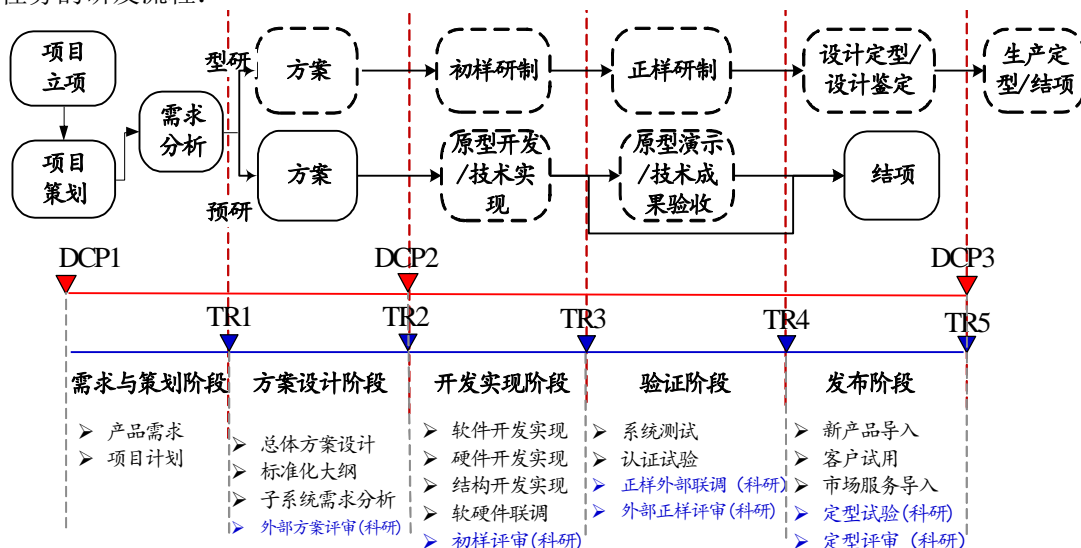 任务的研发流程：
项目
立项
项目
策划
需求
分析
型研
预研
方案
初样研制
正样研制
设计定型/
设计鉴定
生产定
型/结项
方案
原型开发
/技术实
现
原型演示
/技术成
果验收
结项
DCP1
DCP2
DCP3
TR1
TR2
TR3
TR4
TR5
需求与策划阶段
方案设计阶段
开发实现阶段
验证阶段
发布阶段
➢ 产品需求
➢ 项目计划
➢ 总体方案设计
➢ 标准化大纲
➢ 子系统需求分析
➢ 外部方案评审(科研)
➢ 软件开发实现
➢ 硬件开发实现
➢ 结构开发实现
➢ 软硬件联调
➢ 初样评审(科研)
➢ 系统测试
➢ 认证试验
➢ 正样外部联调（科研)
➢ 外部正样评审(科研)
➢ 新产品导入
➢ 客户试用
➢ 市场服务导入
➢ 定型试验(科研)
➢ 定型评审（科研)